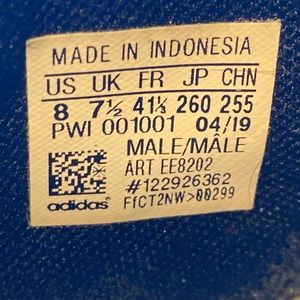 MADE IN INDONESIA
US UK FR JP CHN
8 7½ 41⅓ 260 255
PWI 001001 04/19
MALE/MÂLE
ART EE8202
#122926362
adidas FfCT2NW>00299